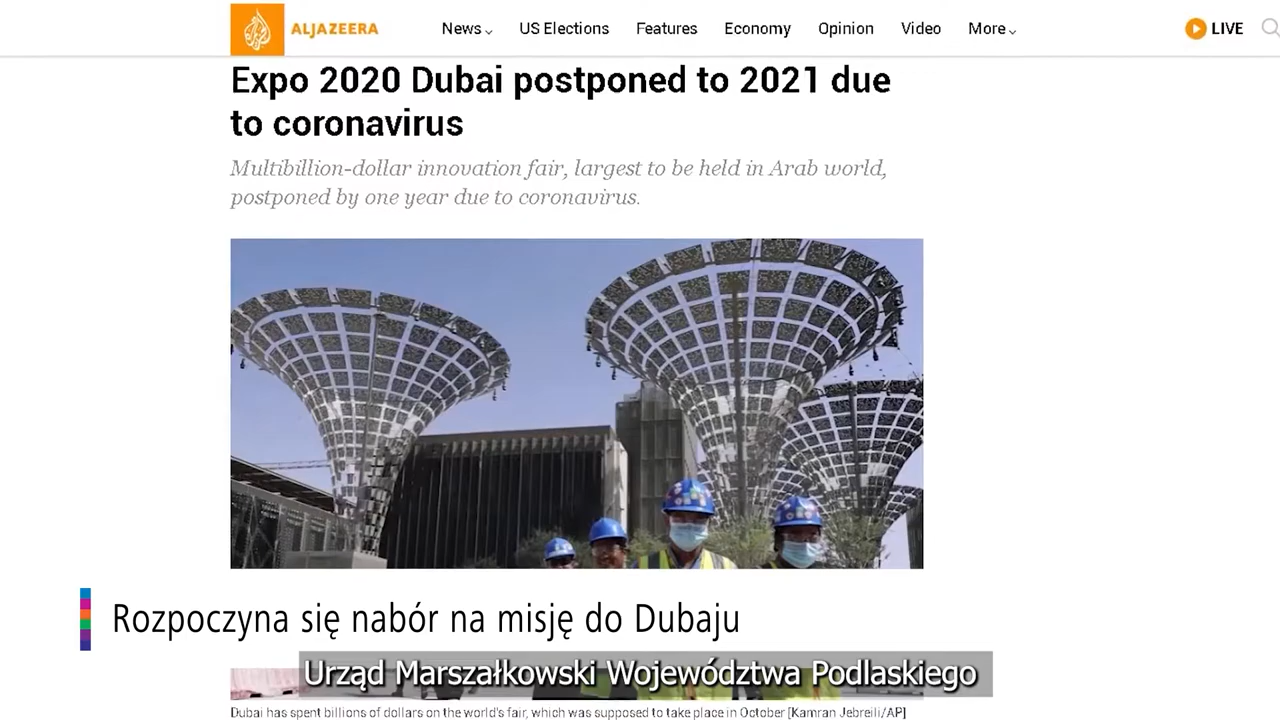 ALJAZEERA
News
US Elections
Features
Economy
Opinion
Video
More
LIVE
Expo 2020 Dubai postponed to 2021 due
to coronavirus
Multibillion-dollar innovation fair, largest to be held in Arab world,
postponed by one year due to coronavirus.
Rozpoczyna się nabór na misję do Dubaju
Urząd Marszałkowski Województwa Podlaskiego
Dubai has spent billions of dollars on the world's fair, which was supposed to take place in October [Kamran Jebreili/AP]